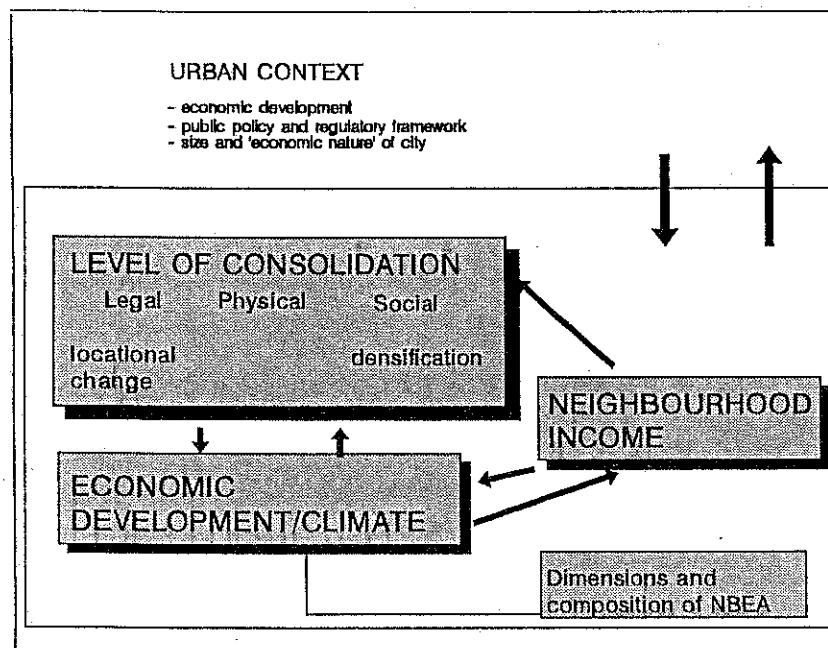 URBAN CONTEXT
- economic development
- public policy and regulatory framework
- size and 'economic nature' of city
LEVEL OF CONSOLIDATION
Legal Physical Social
locational change
densification
NEIGHBOURHOOD
INCOME
ECONOMIC
DEVELOPMENT/CLIMATE
Dimensions and
composition of NBEA